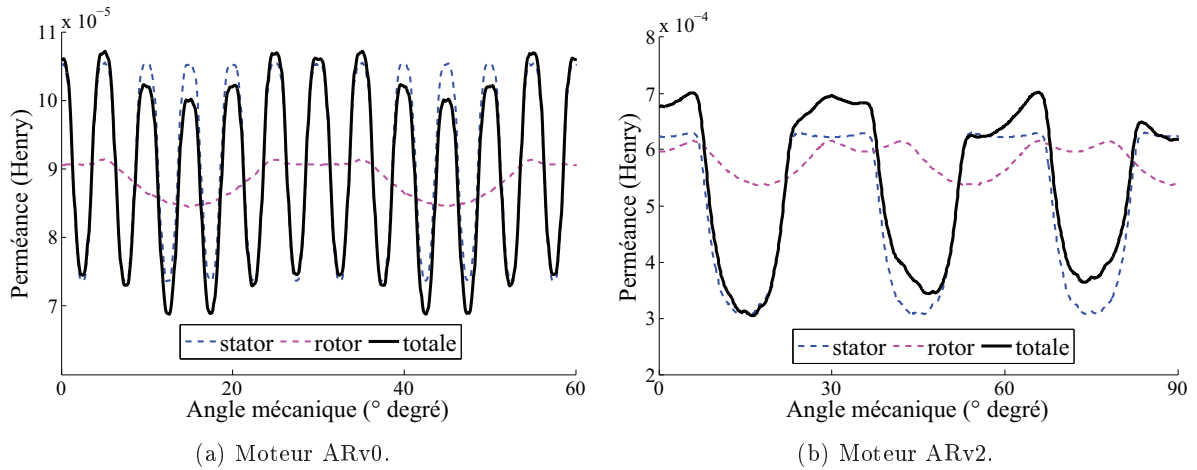 x 10⁻⁵
11
10
9
8
7
Perméance (Henry)
0 20 40 60
Angle mécanique (° degré)
stator rotor totale
(a) Moteur ARv0.
x 10⁻⁴
8
7
6
5
4
3
2
Perméance (Henry)
0 30 60 90
Angle mécanique (° degré)
stator rotor totale
(b) Moteur ARv2.